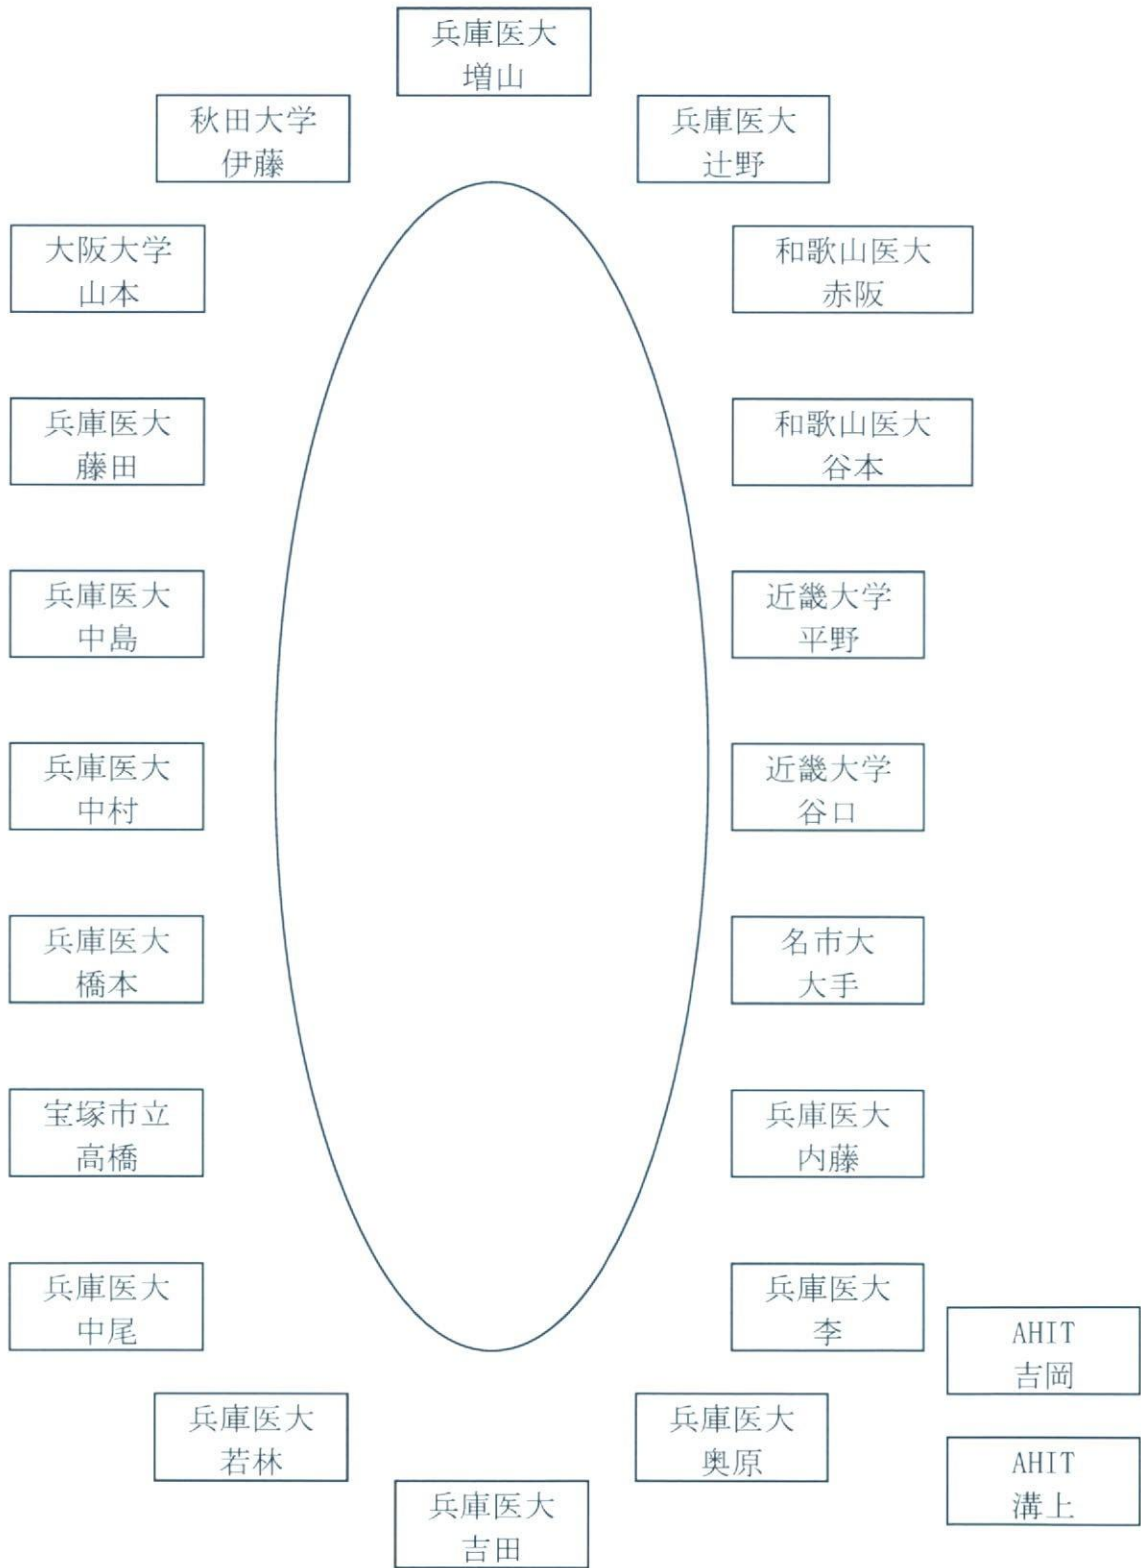 兵庫医大
増山
秋田大学
伊藤
兵庫医大
辻野
大阪大学
山本
和歌山医大
赤阪
兵庫医大
藤田
和歌山医大
谷本
兵庫医大
中島
近畿大学
平野
兵庫医大
中村
近畿大学
谷口
兵庫医大
橋本
名市大
大手
宝塚市立
高橋
兵庫医大
内藤
兵庫医大
中尾
兵庫医大
李
AHIT
吉岡
兵庫医大
若林
兵庫医大
奥原
AHIT
溝上
兵庫医大
吉田